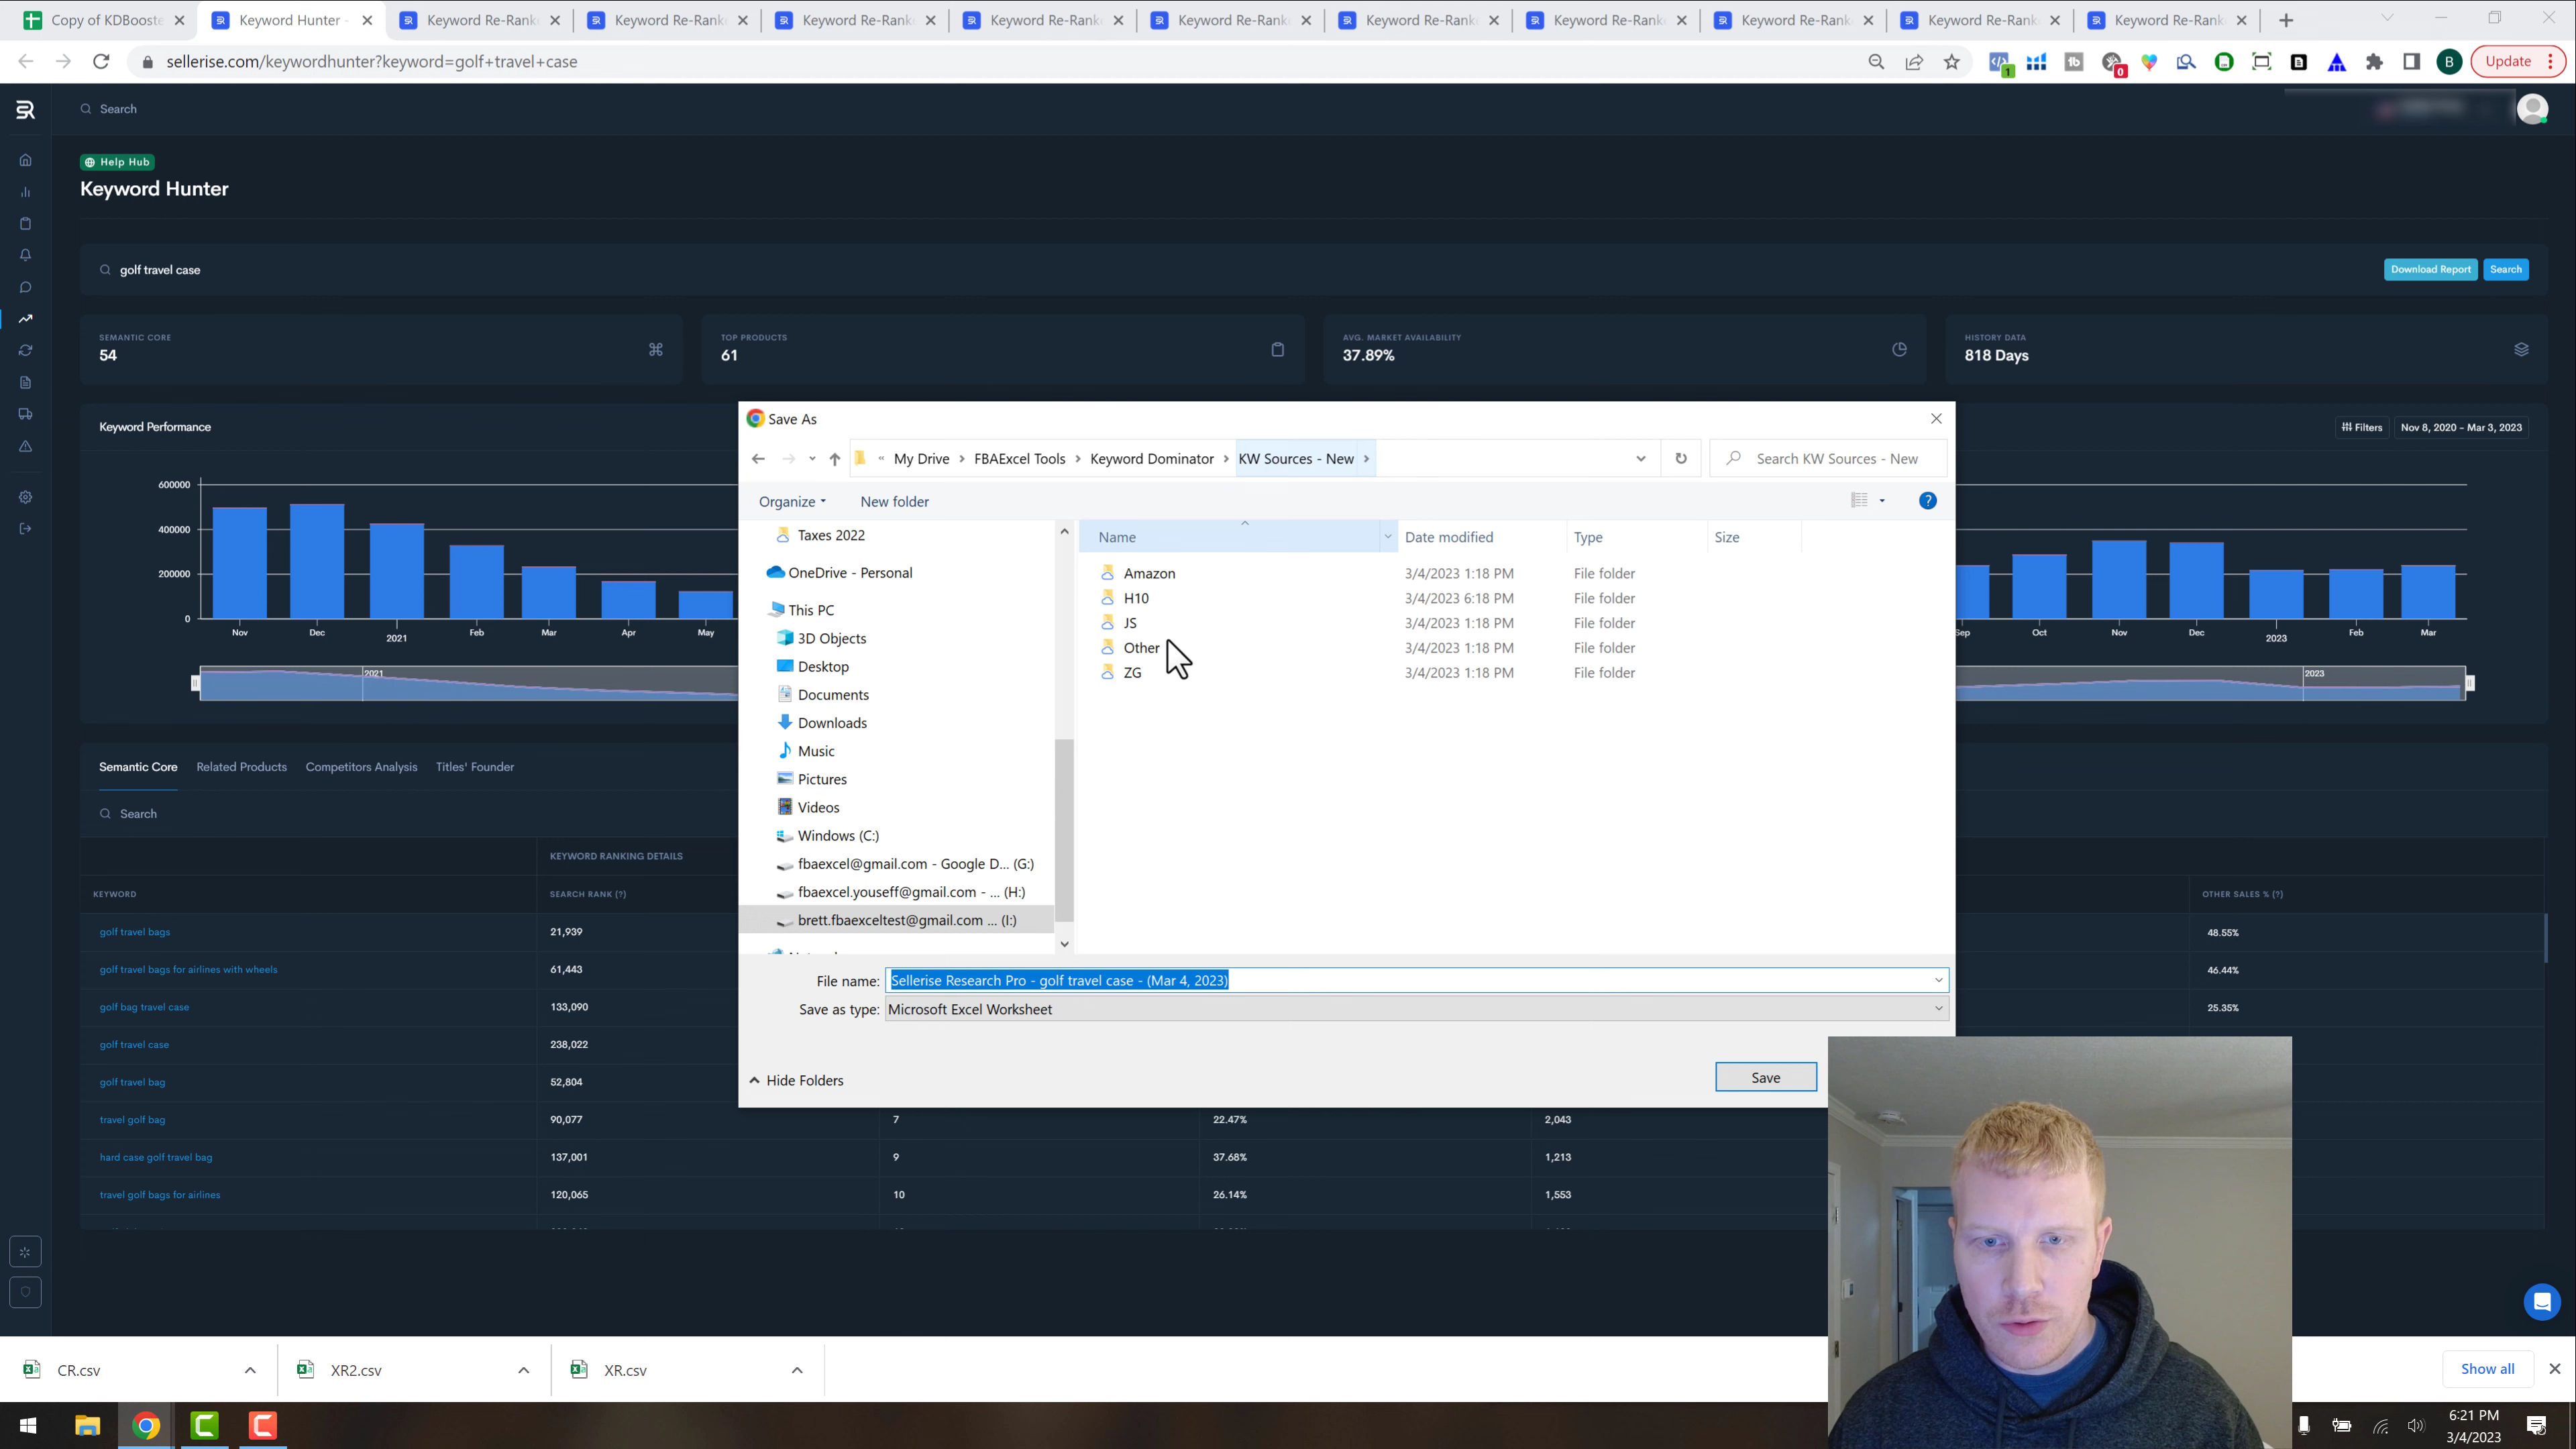 Copy of KDBooste
Keyword Hunter -
Keyword Re-Rank
Keyword Re-Rank
Keyword Re-Rank
Keyword Re-Rank
Keyword Re-Rank
Keyword Re-Rank
Keyword Re-Rank
Keyword Re-Rank
Keyword Re-Rank
Keyword Re-Rank
sellerise.com/keywordhunter?keyword=golf+travel+case
1
0
B
Update
Search
Help Hub
Keyword Hunter
golf travel case
Download Report
Search
SEMANTIC CORE
54
TOP PRODUCTS
61
AVG. MARKET AVAILABILITY
37.89%
HISTORY DATA
818 Days
Keyword Performance
Filters
Nov 8, 2020 - Mar 3, 2023
600000
400000
200000
0
Nov
Dec
2021
Feb
Mar
Apr
May
Sep
Oct
Nov
Dec
2023
Feb
Mar
2021
2023
Save As
My Drive
FBAExcel Tools
Keyword Dominator
KW Sources - New
Search KW Sources - New
Organize
New folder
Taxes 2022
OneDrive - Personal
This PC
3D Objects
Desktop
Documents
Downloads
Music
Pictures
Videos
Windows (C:)
fbaexcel@gmail.com - Google D... (G:)
fbaexcel.youseff@gmail.com - ... (H:)
brett.fbaexceltest@gmail.com ... (I:)
Name Date modified Type Size
Amazon 3/4/2023 1:18 PM File folder
H10 3/4/2023 6:18 PM File folder
JS 3/4/2023 1:18 PM File folder
Other 3/4/2023 1:18 PM File folder
ZG 3/4/2023 1:18 PM File folder
File name: Sellerise Research Pro - golf travel case - (Mar 4, 2023)
Save as type: Microsoft Excel Worksheet
Hide Folders
Save
Semantic Core
Related Products
Competitors Analysis
Titles' Founder
Search
KEYWORD RANKING DETAILS
KEYWORD SEARCH RANK (?) OTHER SALES % (?)
golf travel bags 21,939 48.55%
golf travel bags for airlines with wheels 61,443 46.44%
golf bag travel case 133,090 25.35%
golf travel case 238,022
golf travel bag 52,804
travel golf bag 90,077 7 22.47% 2,043
hard case golf travel bag 137,001 9 37.68% 1,213
travel golf bags for airlines 120,065 10 26.14% 1,553
CR.csv
XR2.csv
XR.csv
Show all
6:21 PM
3/4/2023